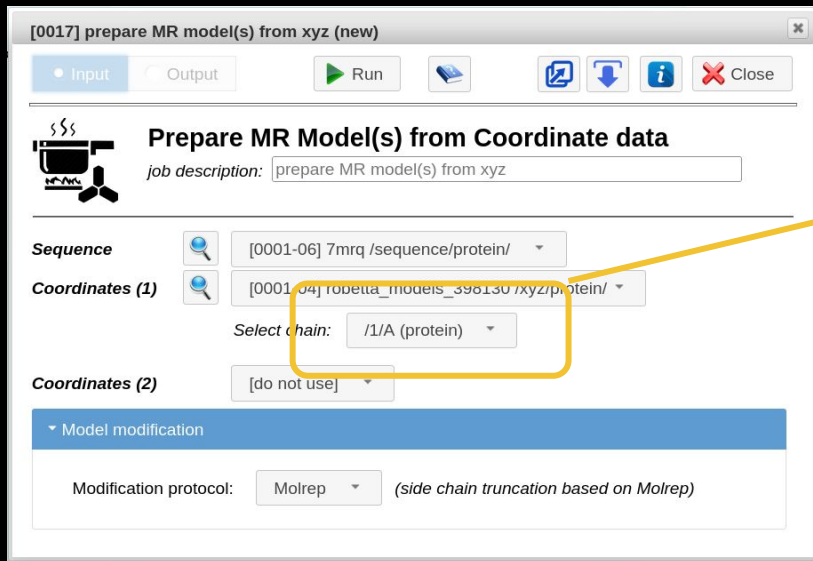 [0017] prepare MR model(s) from xyz (new)
Input Output Run Close
Prepare MR Model(s) from Coordinate data
job description: prepare MR model(s) from xyz
Sequence [0001-06] 7mrq /sequence/protein/
Coordinates (1) [0001-04] robetta_models_398130 /xyz/protein/
Select chain: /1/A (protein)
Coordinates (2) [do not use]
Model modification
Modification protocol: Molrep (side chain truncation based on Molrep)